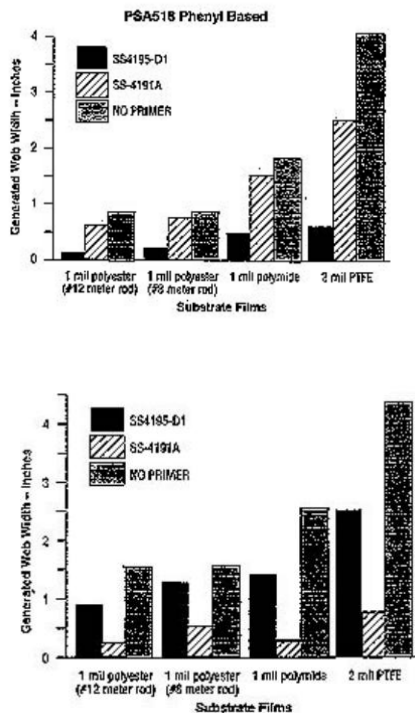 PSA518 Phenyl Based
4
3
2
1
0
Generated Web Width – Inches
SS4195-D1
SS-4191A
NO PRIMER
1 mil polyester
(#12 meter rod)
1 mil polyester
(#8 meter rod)
1 mil polymide
2 mil PTFE
Substrate Films
4
3
2
1
0
Generated Web Width – Inches
SS4195-D1
SS-4191A
NO PRIMER
1 mil polyester
(#12 meter rod)
1 mil polyester
(#8 meter rod)
1 mil polymide
2 mil PTFE
Substrate Films